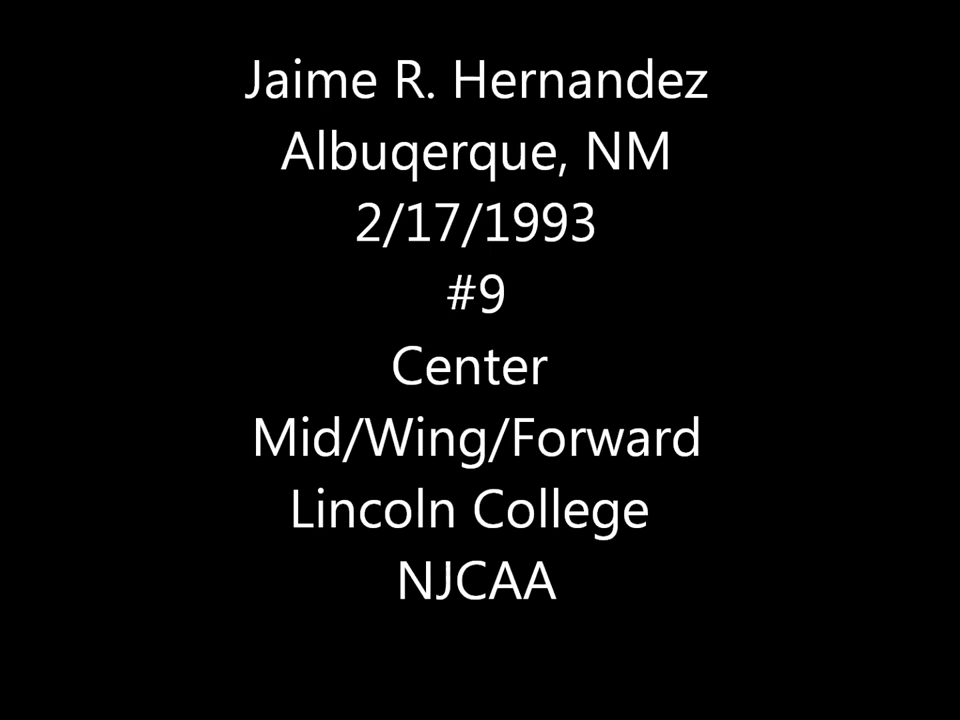 Jaime R. Hernandez
Albuqerque, NM
2/17/1993
#9
Center
Mid/Wing/Forward
Lincoln College
NJCAA